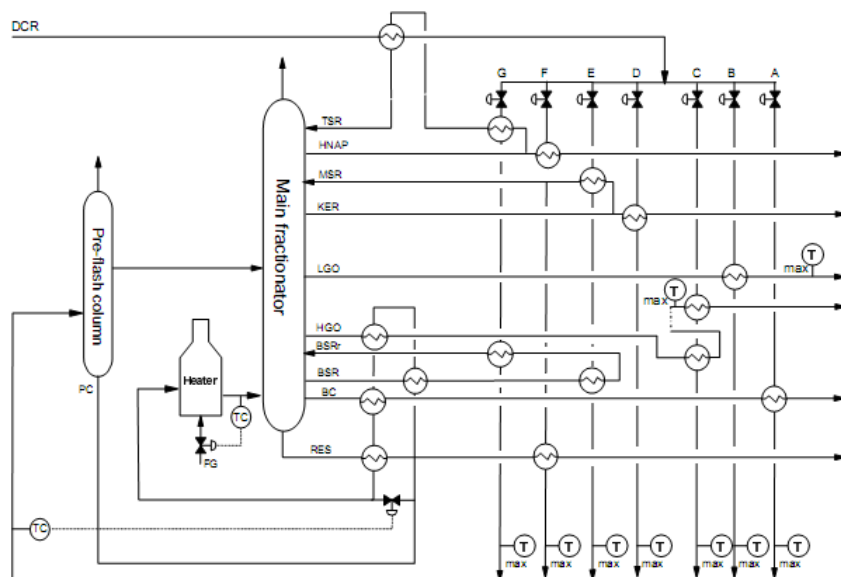 DCR
G F E D C B A
TSR
HNAP
MSR
KER
LGO
T
max
T
max
HGO
BSRr
BSR
BC
RES
Pre-flash column
Main fractionator
Heater
PC
TC
FG
TC
T
max
T
max
T
max
T
max
T
max
T
max
T
max